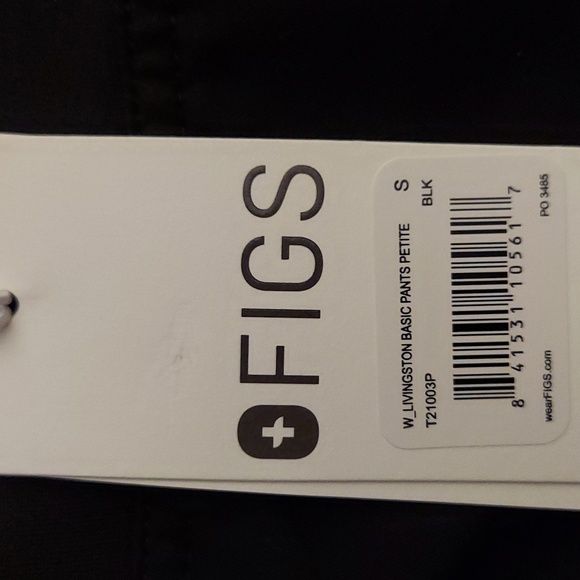 FIGS
W_LIVINGSTON BASIC PANTS PETITE S
T21003P BLK
8 41531 10561 7
wearFIGS.com PO 3485